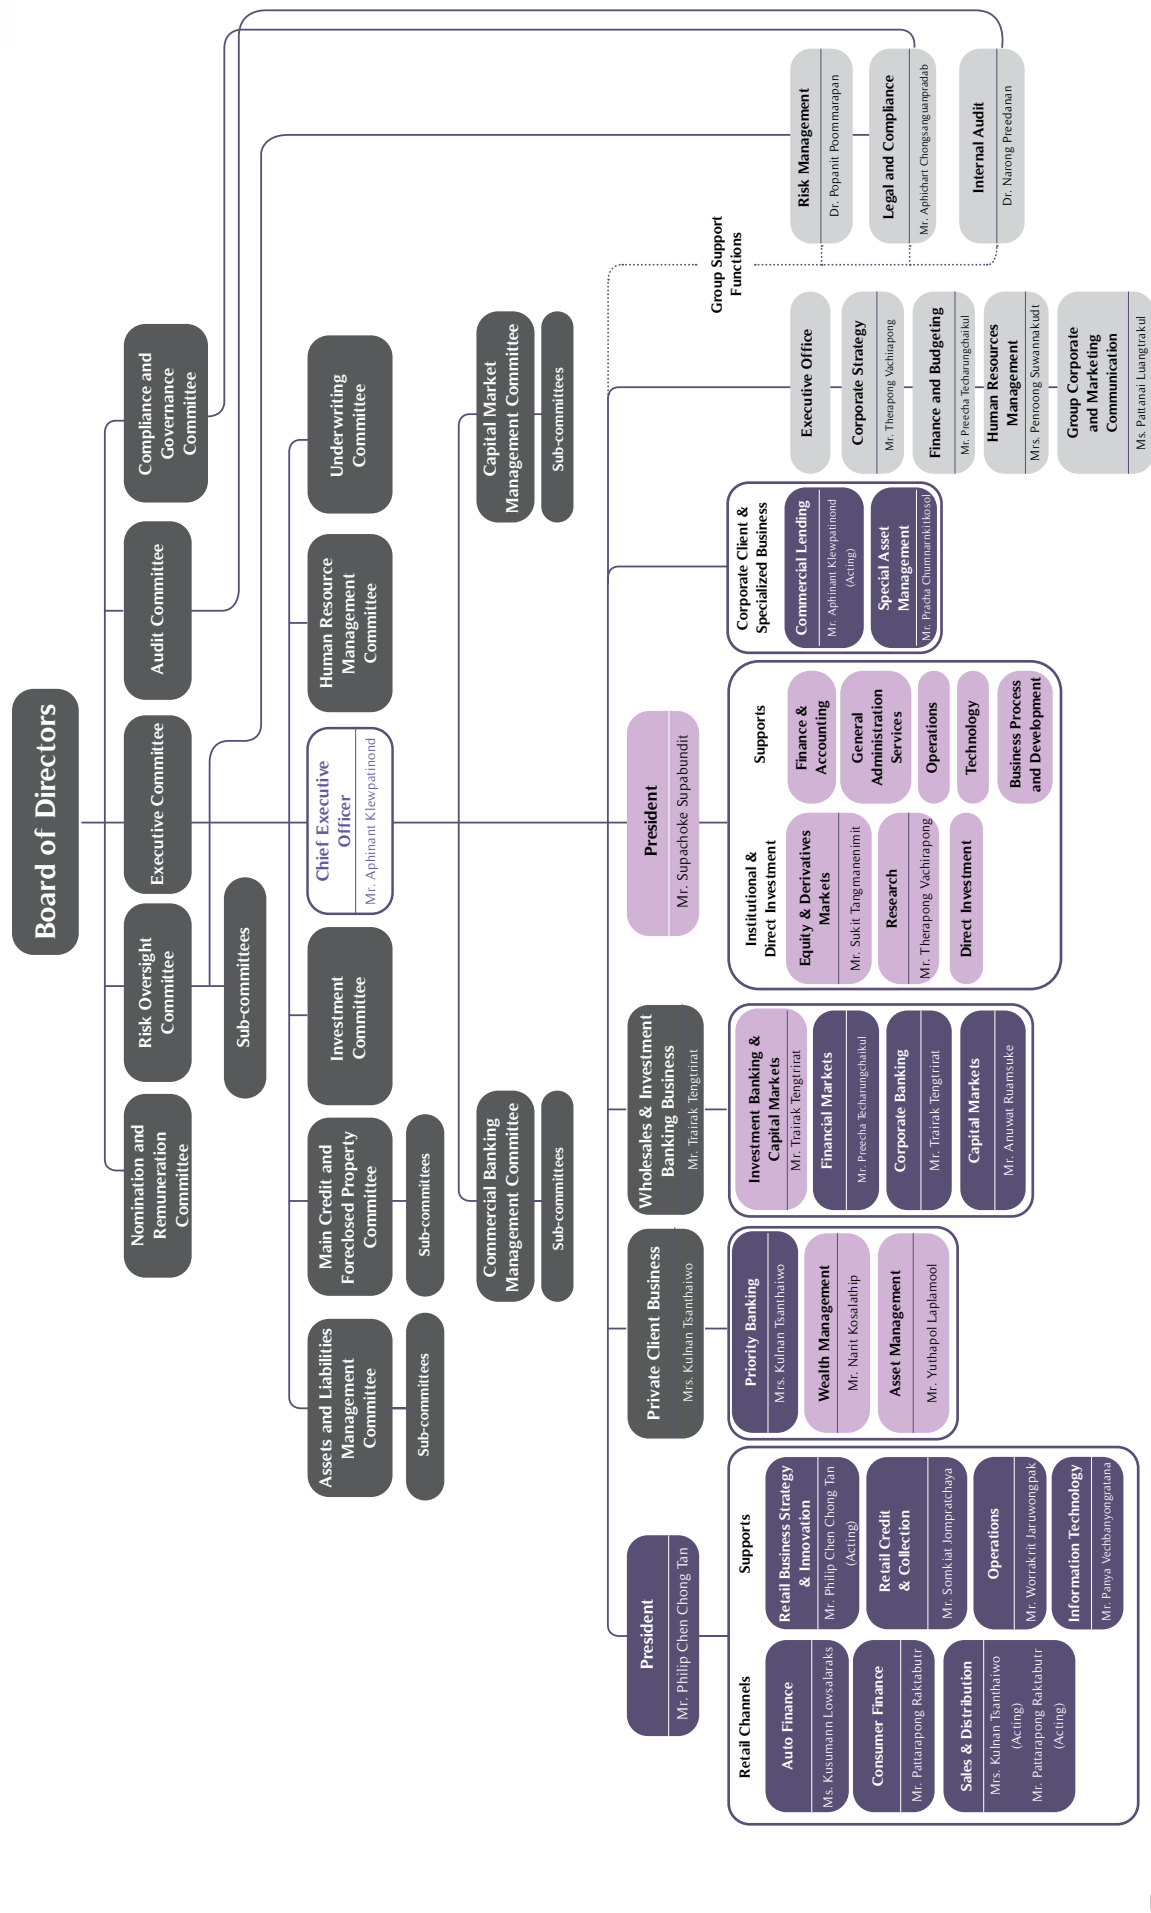 Board of Directors
Nomination and
Remuneration
Committee
Risk Oversight
Committee
Executive Committee
Audit Committee
Compliance and
Governance
Committee
Sub-committees
Assets and Liabilities
Management
Committee
Main Credit and
Foreclosed Property
Committee
Investment
Committee
Chief Executive
Officer
Mr. Aphinant Klewpatinond
Human Resource
Management
Committee
Underwriting
Committee
Sub-committees
Sub-committees
Commercial Banking
Management Committee
Capital Market
Management Committee
Sub-committees
Sub-committees
President
Mr. Philip Chen Chong Tan
Private Client Business
Mrs. Kulnan Tsanthaiwo
Wholesales & Investment
Banking Business
Mr. Trairak Tengtrirat
President
Mr. Supachoke Supabundit
Retail Channels
Auto Finance
Ms. Kusumann Lowsalaraks
Consumer Finance
Mr. Pattarapong Raktabutr
Sales & Distribution
Mrs. Kulnan Tsanthaiwo
(Acting)
Mr. Pattarapong Raktabutr
(Acting)
Supports
Retail Business Strategy
& Innovation
Mr. Philip Chen Chong Tan
(Acting)
Retail Credit
& Collection
Mr. Somkiat Jompratchaya
Operations
Mr. Worrakrit Jaruwongpak
Information Technology
Mr. Panya Vechbanyongratana
Priority Banking
Mrs. Kulnan Tsanthaiwo
Wealth Management
Mr. Narit Kosalathip
Asset Management
Mr. Yuthapol Laplamool
Investment Banking &
Capital Markets
Mr. Trairak Tengtrirat
Financial Markets
Mr. Preecha Techarungchaikul
Corporate Banking
Mr. Trairak Tengtrirat
Capital Markets
Mr. Anuwat Ruamsuke
Institutional &
Direct Investment
Equity & Derivatives
Markets
Mr. Sukit Tangmanenimit
Research
Mr. Therapong Vachirapong
Direct Investment
Supports
Finance &
Accounting
General
Administration
Services
Operations
Technology
Business Process
and Development
Corporate Client &
Specialized Business
Commercial Lending
Mr. Aphinant Klewpatinond
(Acting)
Special Asset
Management
Mr. Pracha Chumnarnkitkosol
Group Support
Functions
Executive Office
Corporate Strategy
Mr. Therapong Vachirapong
Finance and Budgeting
Mr. Preecha Techarungchaikul
Human Resources
Management
Mrs. Penroong Suwannakudt
Group Corporate
and Marketing
Communication
Ms. Pattanai Luangtrakul
Risk Management
Dr. Popanit Poommarapan
Legal and Compliance
Mr. Aphichart Chongsanguanpradab
Internal Audit
Dr. Narong Preedanan